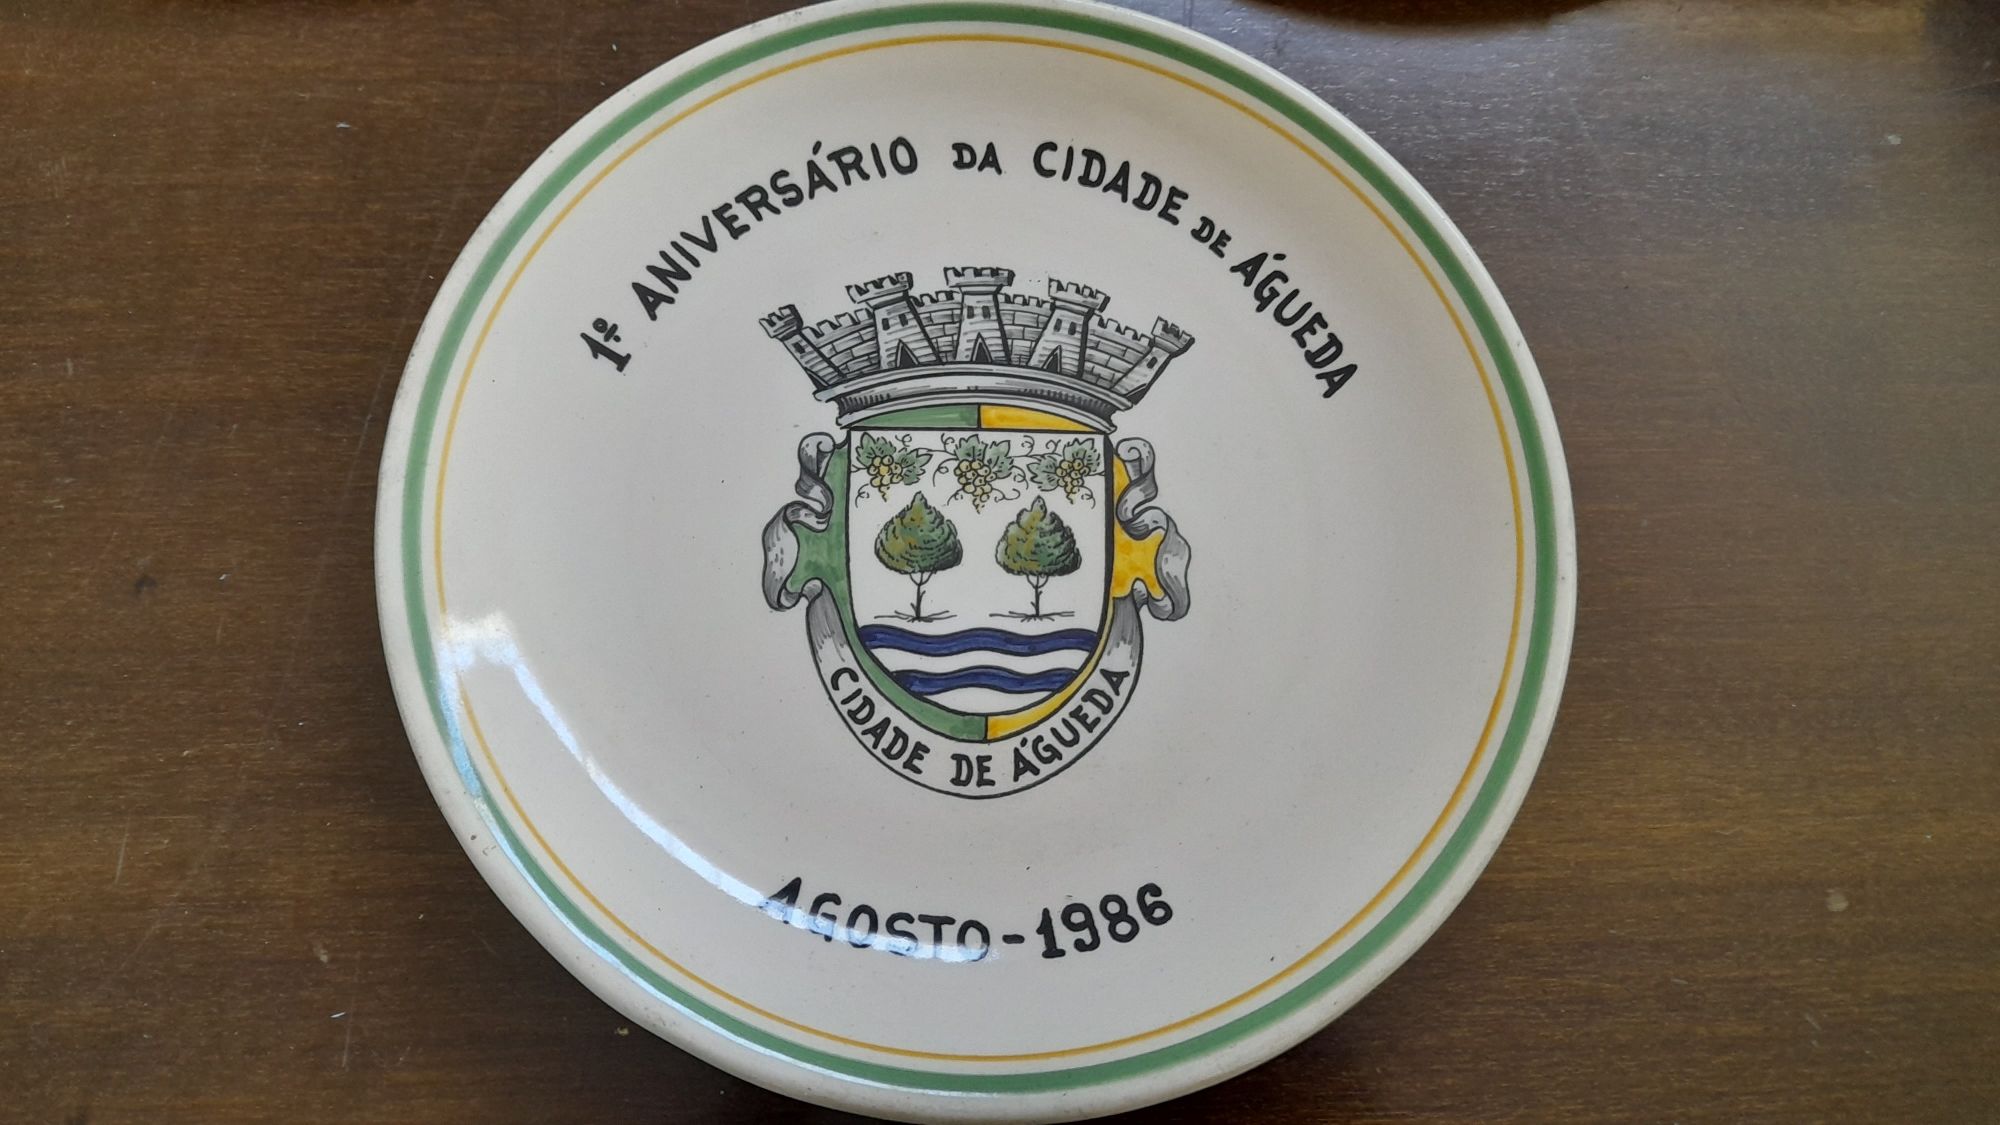 1º ANIVERSÁRIO DA CIDADE DE ÁGUEDA
CIDADE DE ÁGUEDA
AGOSTO - 1986